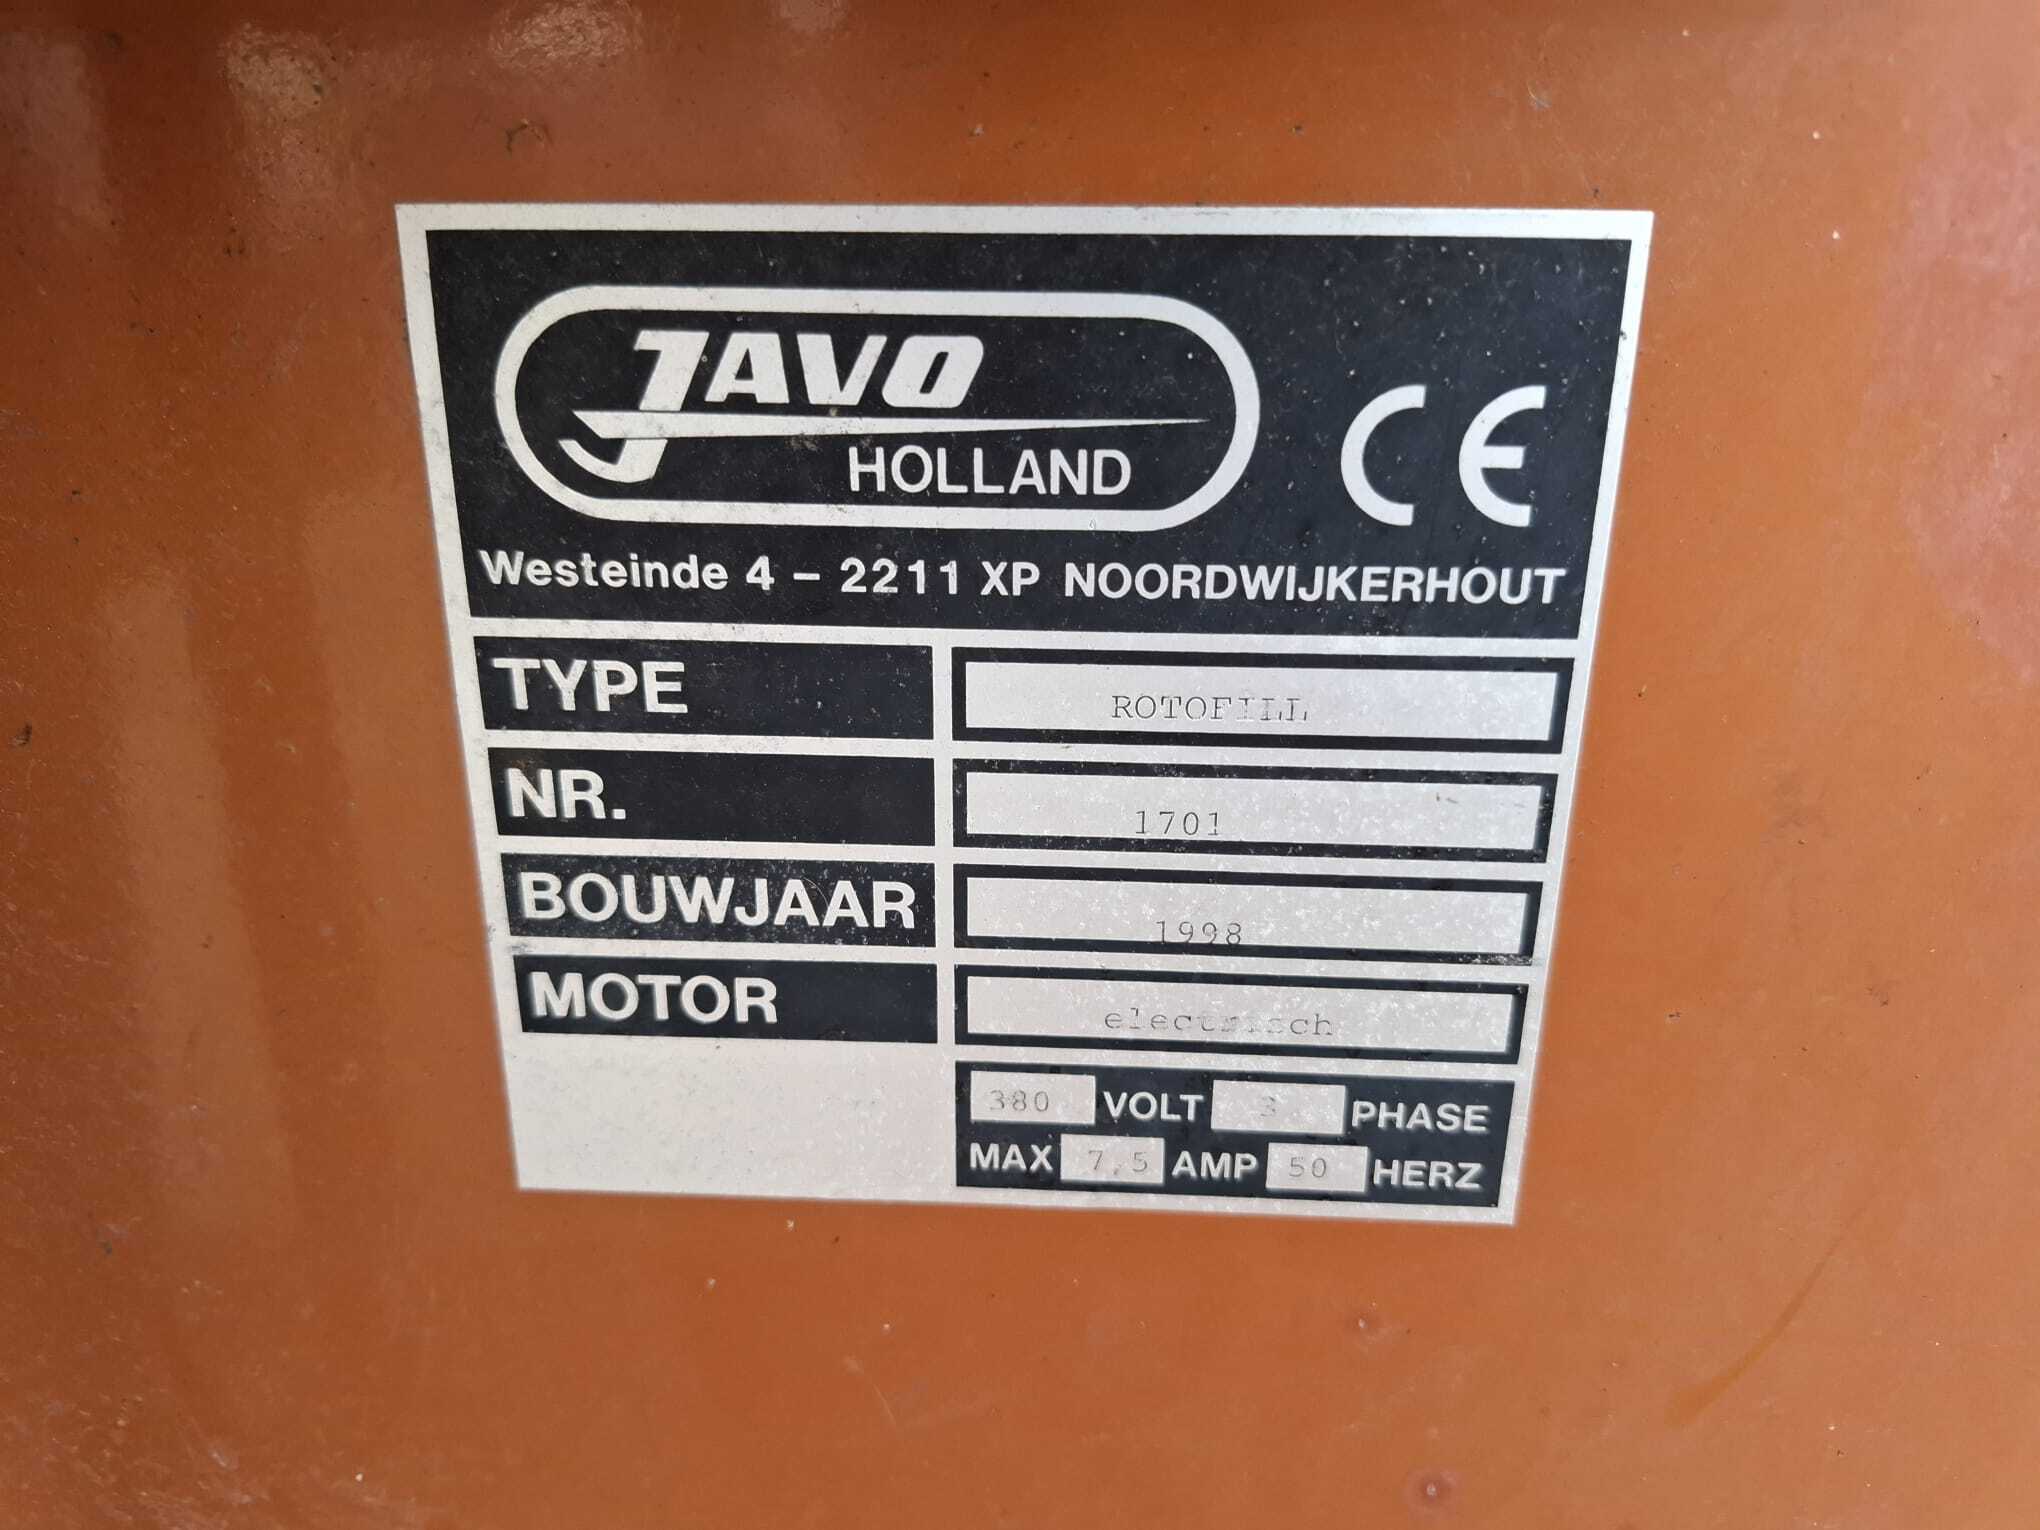 JAVO
HOLLAND
CE
Westeinde 4 - 2211 XP NOORDWIJKERHOUT
TYPE ROTOFILL
NR. 1701
BOUWJAAR 1998
MOTOR electrisch
380 VOLT 3 PHASE
MAX 7,5 AMP 50 HERZ